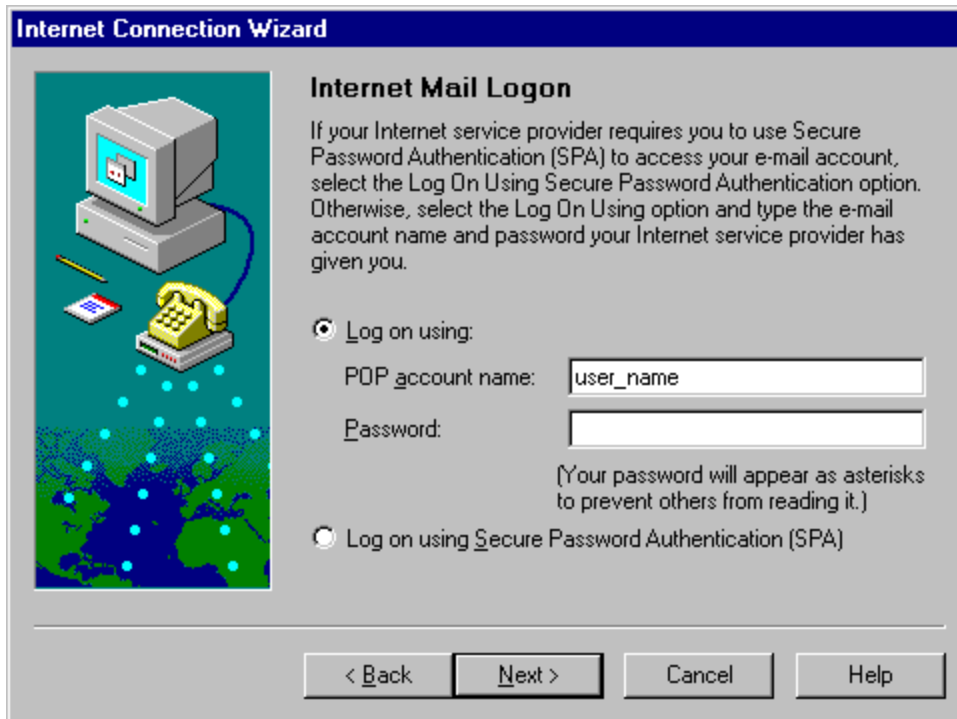 Internet Connection Wizard
Internet Mail Logon
If your Internet service provider requires you to use Secure
Password Authentication (SPA) to access your e-mail account,
select the Log On Using Secure Password Authentication option.
Otherwise, select the Log On Using option and type the e-mail
account name and password your Internet service provider has
given you.
Log on using:
POP account name:
user_name
Password:
(Your password will appear as asterisks
to prevent others from reading it.)
Log on using Secure Password Authentication (SPA)
< Back
Next >
Cancel
Help